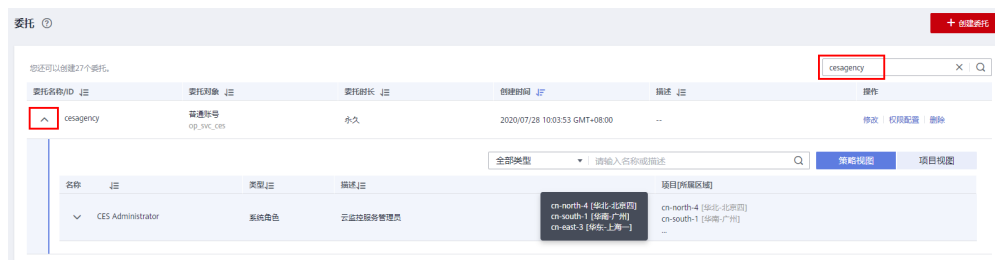 委托
+ 创建委托
您还可以创建27个委托。
cesagency
委托名称/ID
委托对象
委托时长
创建时间
描述
操作
cesagency
普通账号
op_svc_ces
永久
2020/07/28 10:03:53 GMT+08:00
--
修改
权限配置
删除
全部类型
请输入名称或描述
策略视图
项目视图
名称
类型
描述
项目[所属区域]
CES Administrator
系统角色
云监控服务管理员
cn-north-4 [华北-北京四]
cn-south-1 [华南-广州]
cn-east-3 [华东-上海一]
cn-north-4 [华北-北京四]
cn-south-1 [华南-广州]
...